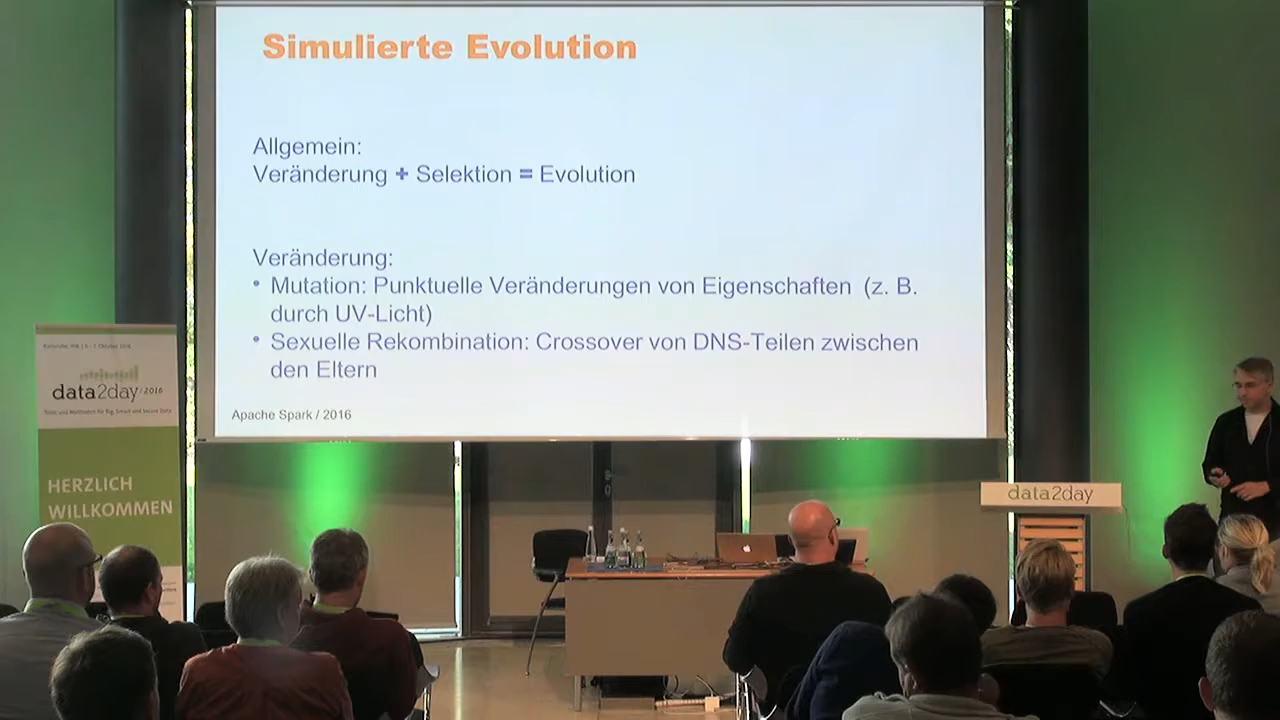 Simulierte Evolution
Allgemein:
Veränderung + Selektion = Evolution
Veränderung:
• Mutation: Punktuelle Veränderungen von Eigenschaften (z. B.
durch UV-Licht)
• Sexuelle Rekombination: Crossover von DNS-Teilen zwischen
den Eltern
Apache Spark / 2016
data2day / 2016
HERZLICH
WILLKOMMEN
data2day